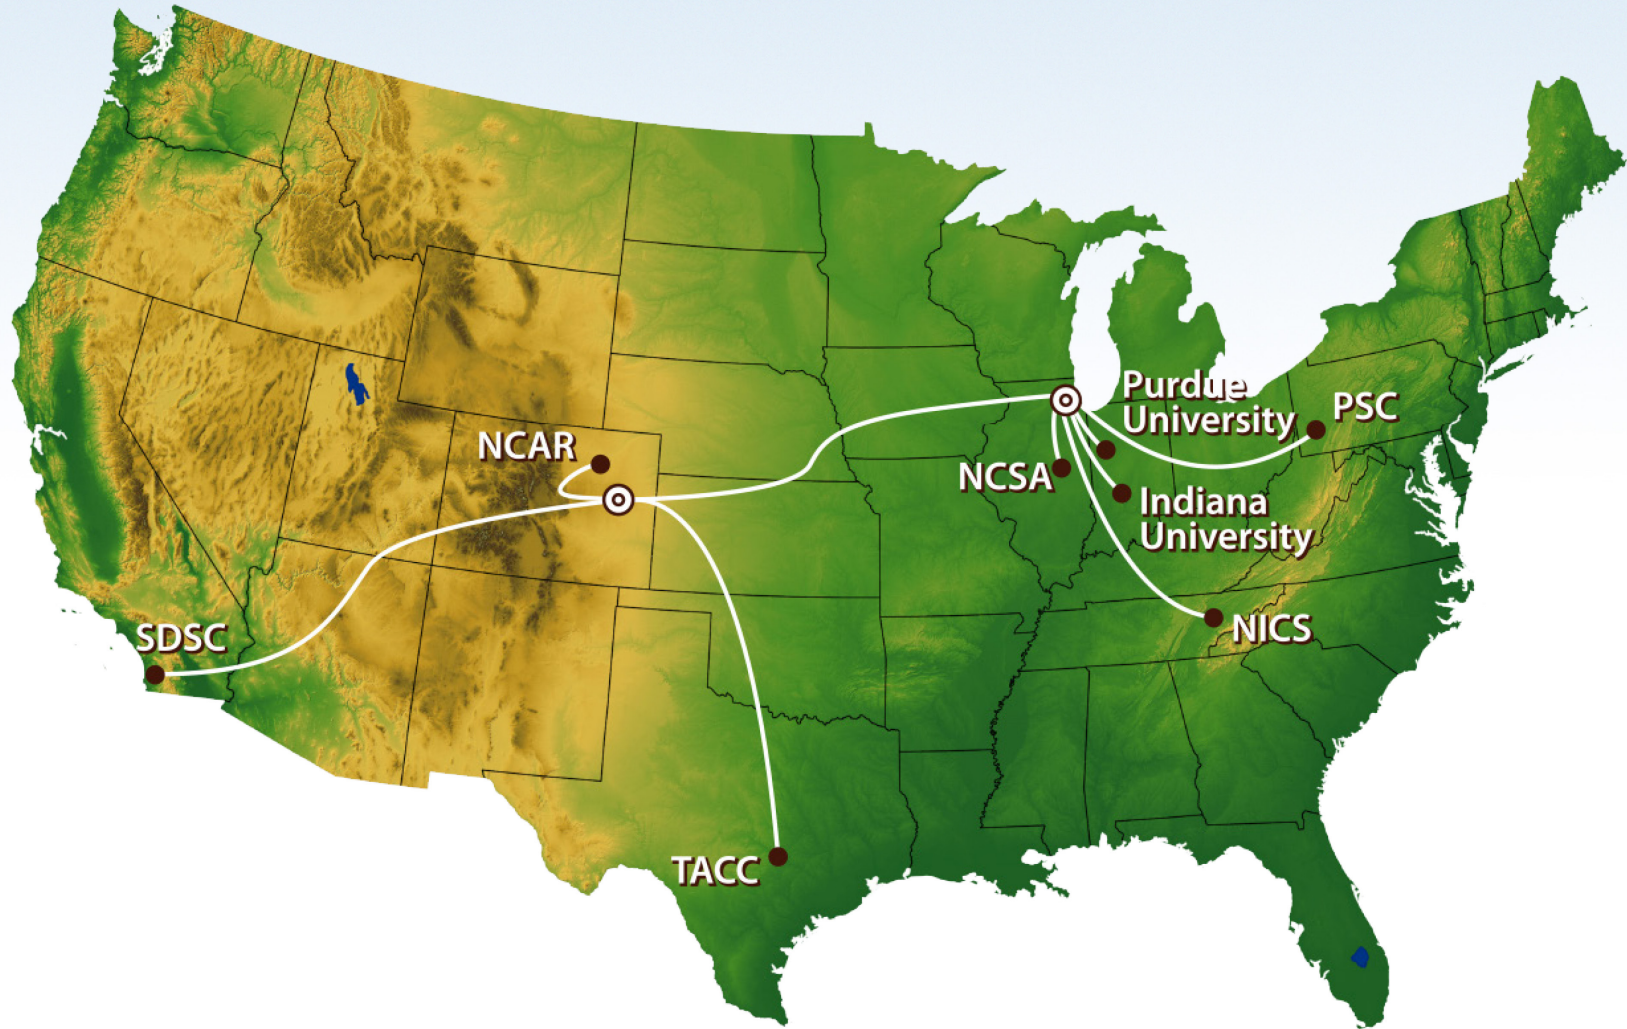 Purdue
University
PSC
NCAR
NCSA
Indiana
University
SDSC
NICS
TACC